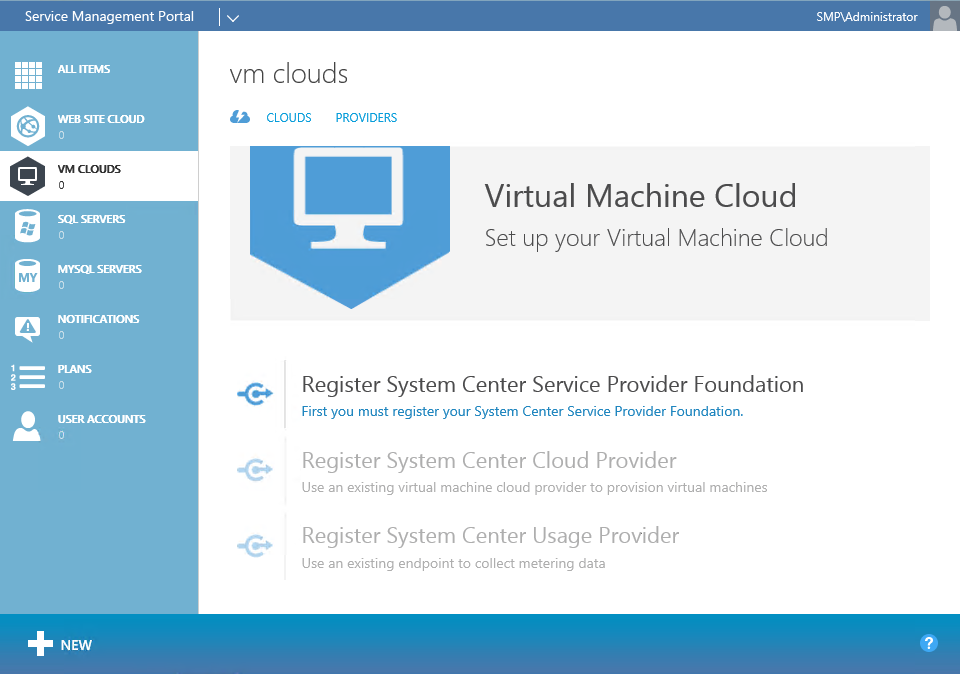 Service Management Portal
SMP\Administrator
ALL ITEMS
WEB SITE CLOUD
0
VM CLOUDS
0
SQL SERVERS
0
MY
MYSQL SERVERS
0
NOTIFICATIONS
0
1
2
3
PLANS
0
USER ACCOUNTS
0
vm clouds
CLOUDS PROVIDERS
Virtual Machine Cloud
Set up your Virtual Machine Cloud
Register System Center Service Provider Foundation
First you must register your System Center Service Provider Foundation.
Register System Center Cloud Provider
Use an existing virtual machine cloud provider to provision virtual machines
Register System Center Usage Provider
Use an existing endpoint to collect metering data
NEW
?